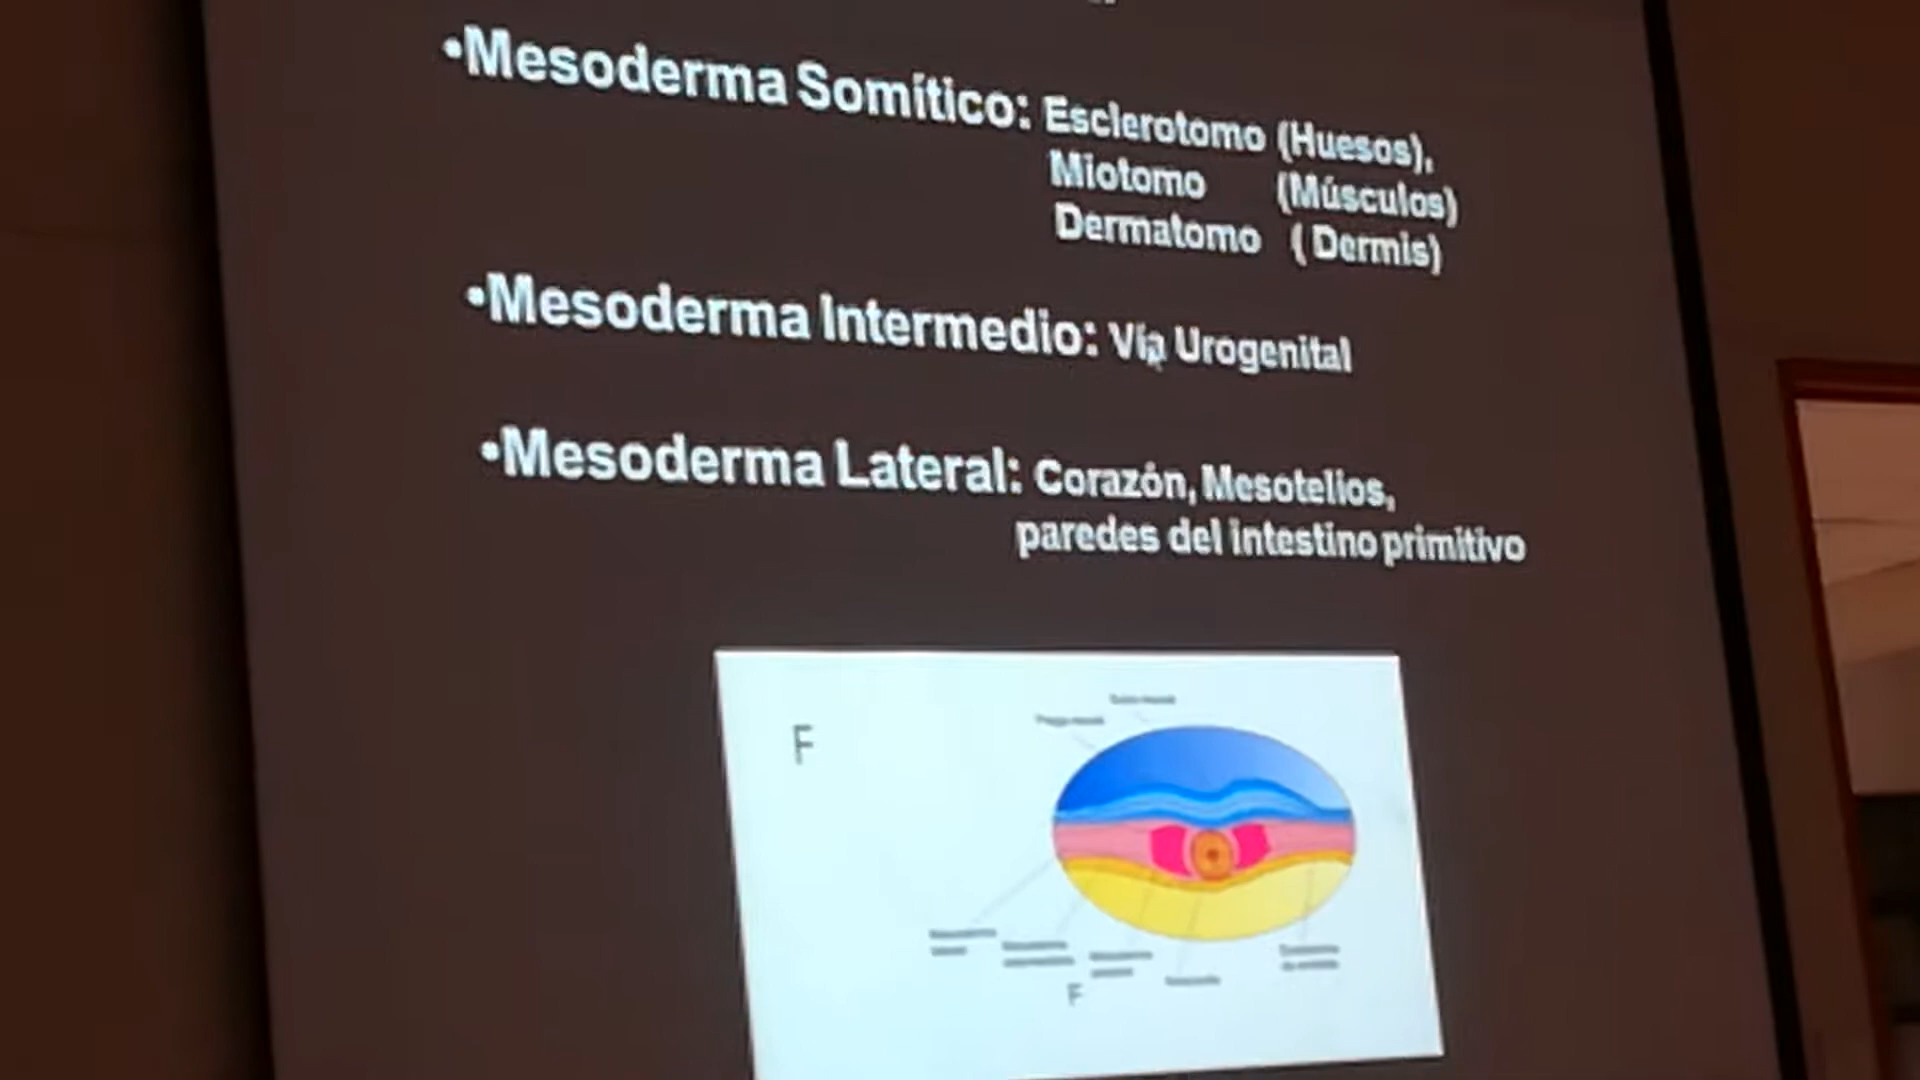 •Mesoderma Somítico: Esclerotomo (Huesos),
Miotomo (Músculos)
Dermatomo ( Dermis)
•Mesoderma Intermedio: Vía Urogenital
•Mesoderma Lateral: Corazón, Mesotelios,
paredes del intestino primitivo
F
F